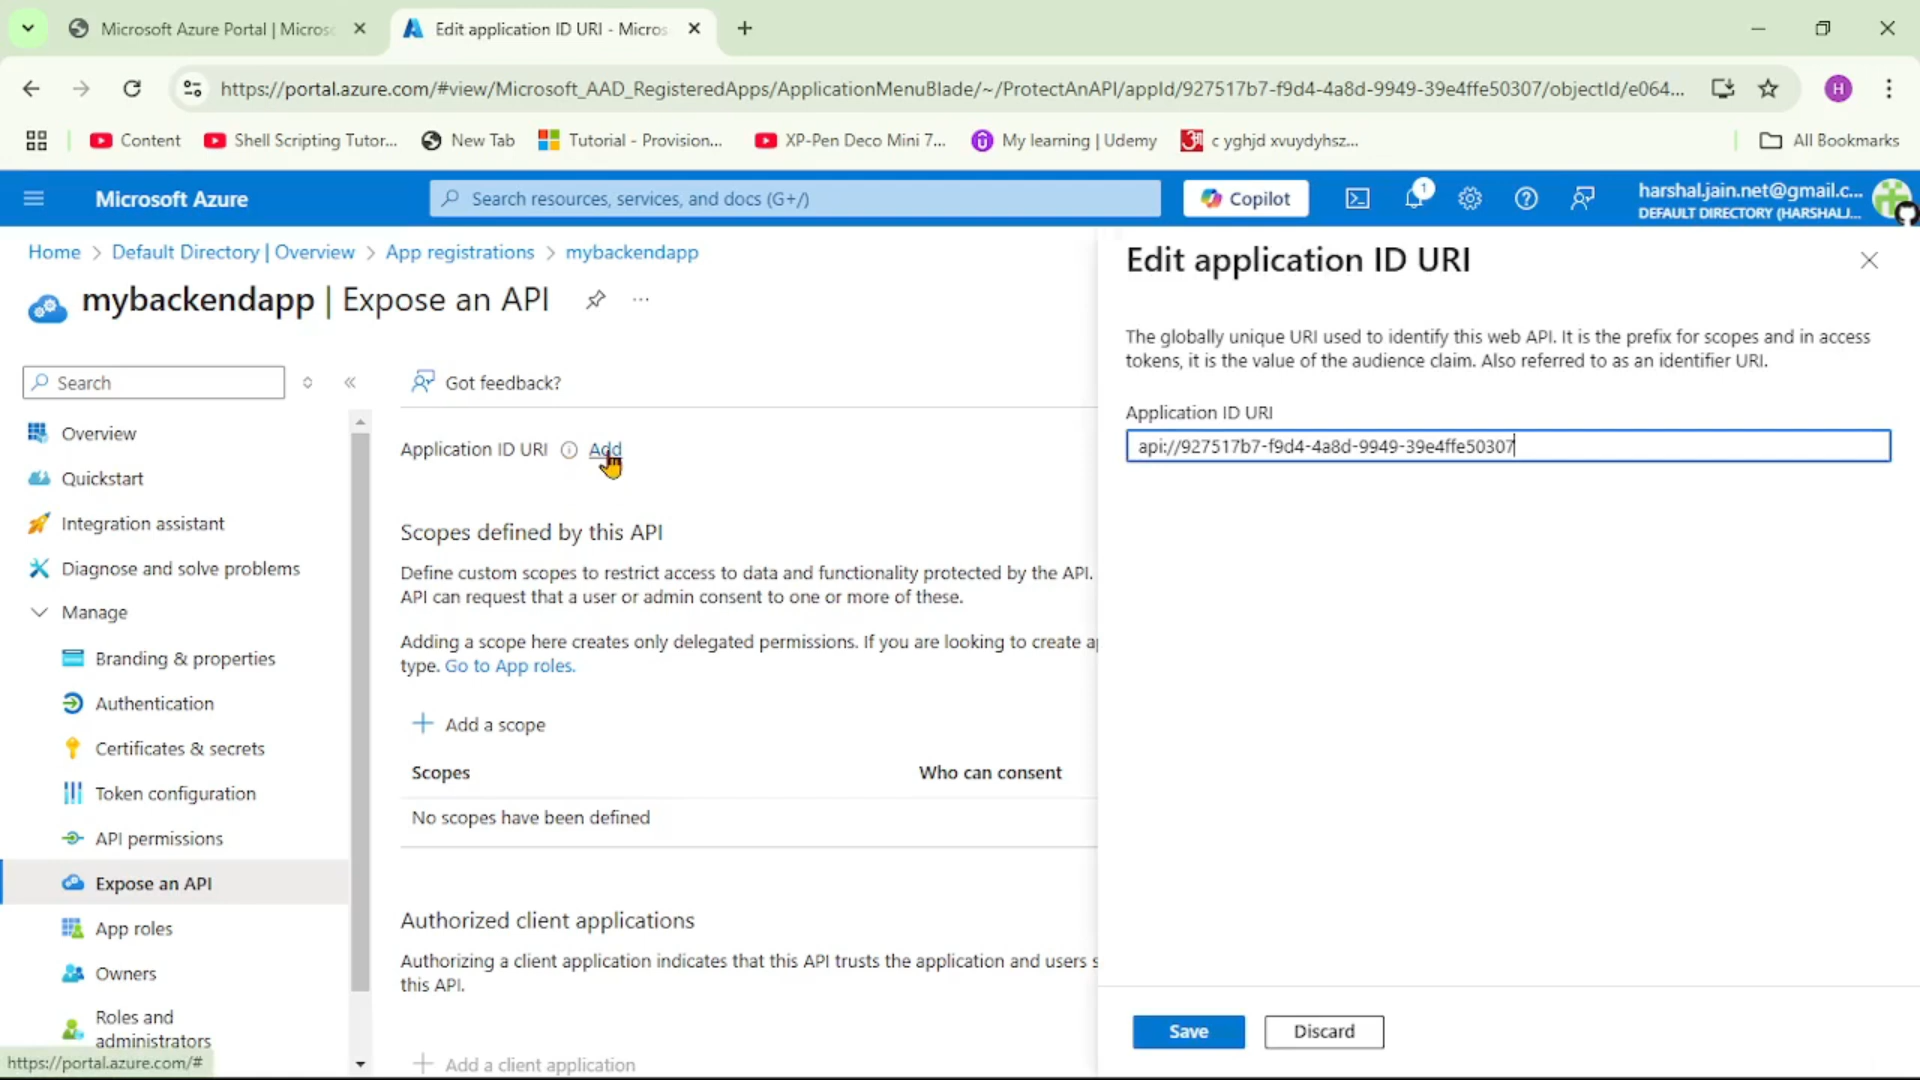 Microsoft Azure Portal | Micros
Edit application ID URI - Micros
https://portal.azure.com/#view/Microsoft_AAD_RegisteredApps/ApplicationMenuBlade/~/ProtectAnAPI/appId/927517b7-f9d4-4a8d-9949-39e4ffe50307/objectId/e064...
H
Content
Shell Scripting Tutor...
New Tab
Tutorial - Provision...
XP-Pen Deco Mini 7...
My learning | Udemy
c yghjd xvuydyhsz...
All Bookmarks
Microsoft Azure
Search resources, services, and docs (G+/)
Copilot
1
harshal.jain.net@gmail.c...
DEFAULT DIRECTORY (HARSHALJ...
Home > Default Directory | Overview > App registrations > mybackendapp
mybackendapp | Expose an API
Search
Got feedback?
Overview
Quickstart
Integration assistant
Diagnose and solve problems
Manage
Branding & properties
Authentication
Certificates & secrets
Token configuration
API permissions
Expose an API
App roles
Owners
Roles and
administrators
https://portal.azure.com/#
Application ID URI Add
Scopes defined by this API
Define custom scopes to restrict access to data and functionality protected by the API.
API can request that a user or admin consent to one or more of these.
Adding a scope here creates only delegated permissions. If you are looking to create a
type. Go to App roles.
Add a scope
Scopes Who can consent
No scopes have been defined
Authorized client applications
Authorizing a client application indicates that this API trusts the application and users s
this API.
Add a client application
Edit application ID URI
The globally unique URI used to identify this web API. It is the prefix for scopes and in access
tokens, it is the value of the audience claim. Also referred to as an identifier URI.
Application ID URI
api://927517b7-f9d4-4a8d-9949-39e4ffe50307
Save
Discard